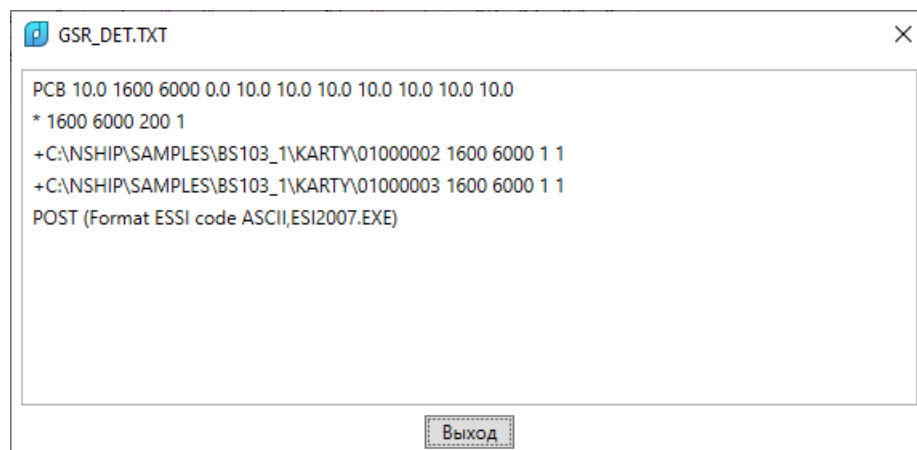 GSR_DET.TXT
PCB 10.0 1600 6000 0.0 10.0 10.0 10.0 10.0 10.0 10.0 10.0
* 1600 6000 200 1
+C:\NSHIP\SAMPLES\BS103_1\KARTY\01000002 1600 6000 1 1
+C:\NSHIP\SAMPLES\BS103_1\KARTY\01000003 1600 6000 1 1
POST (Format ESSI code ASCII,ESI2007.EXE)
Выход